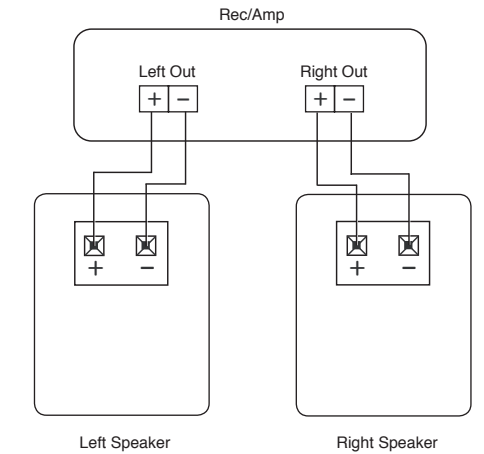 Rec/Amp
Left Out Right Out
+ − + −
+ − + −
Left Speaker Right Speaker